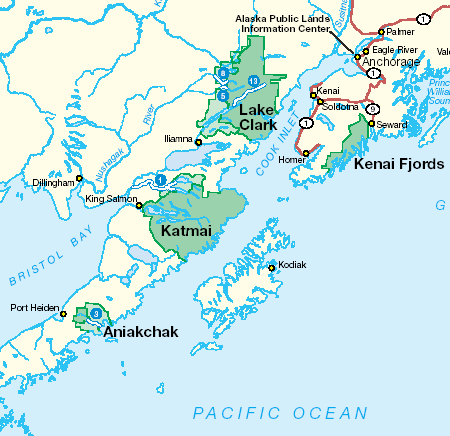 Alaska Public Lands
Information Center
Susitna
1
Palmer
Eagle River
Anchorage
1
Vale
6
13
5
Kenai
Soldotna
9
Prince
William
Sound
Lake
Clark
1
Seward
River
Iliamna
COOK INLET
Homer
Kenai Fjords
Nushagak
Dillingham
1
King Salmon
G
Katmai
BRISTOL BAY
Kodiak
Port Heiden
3
Aniakchak
PACIFIC OCEAN